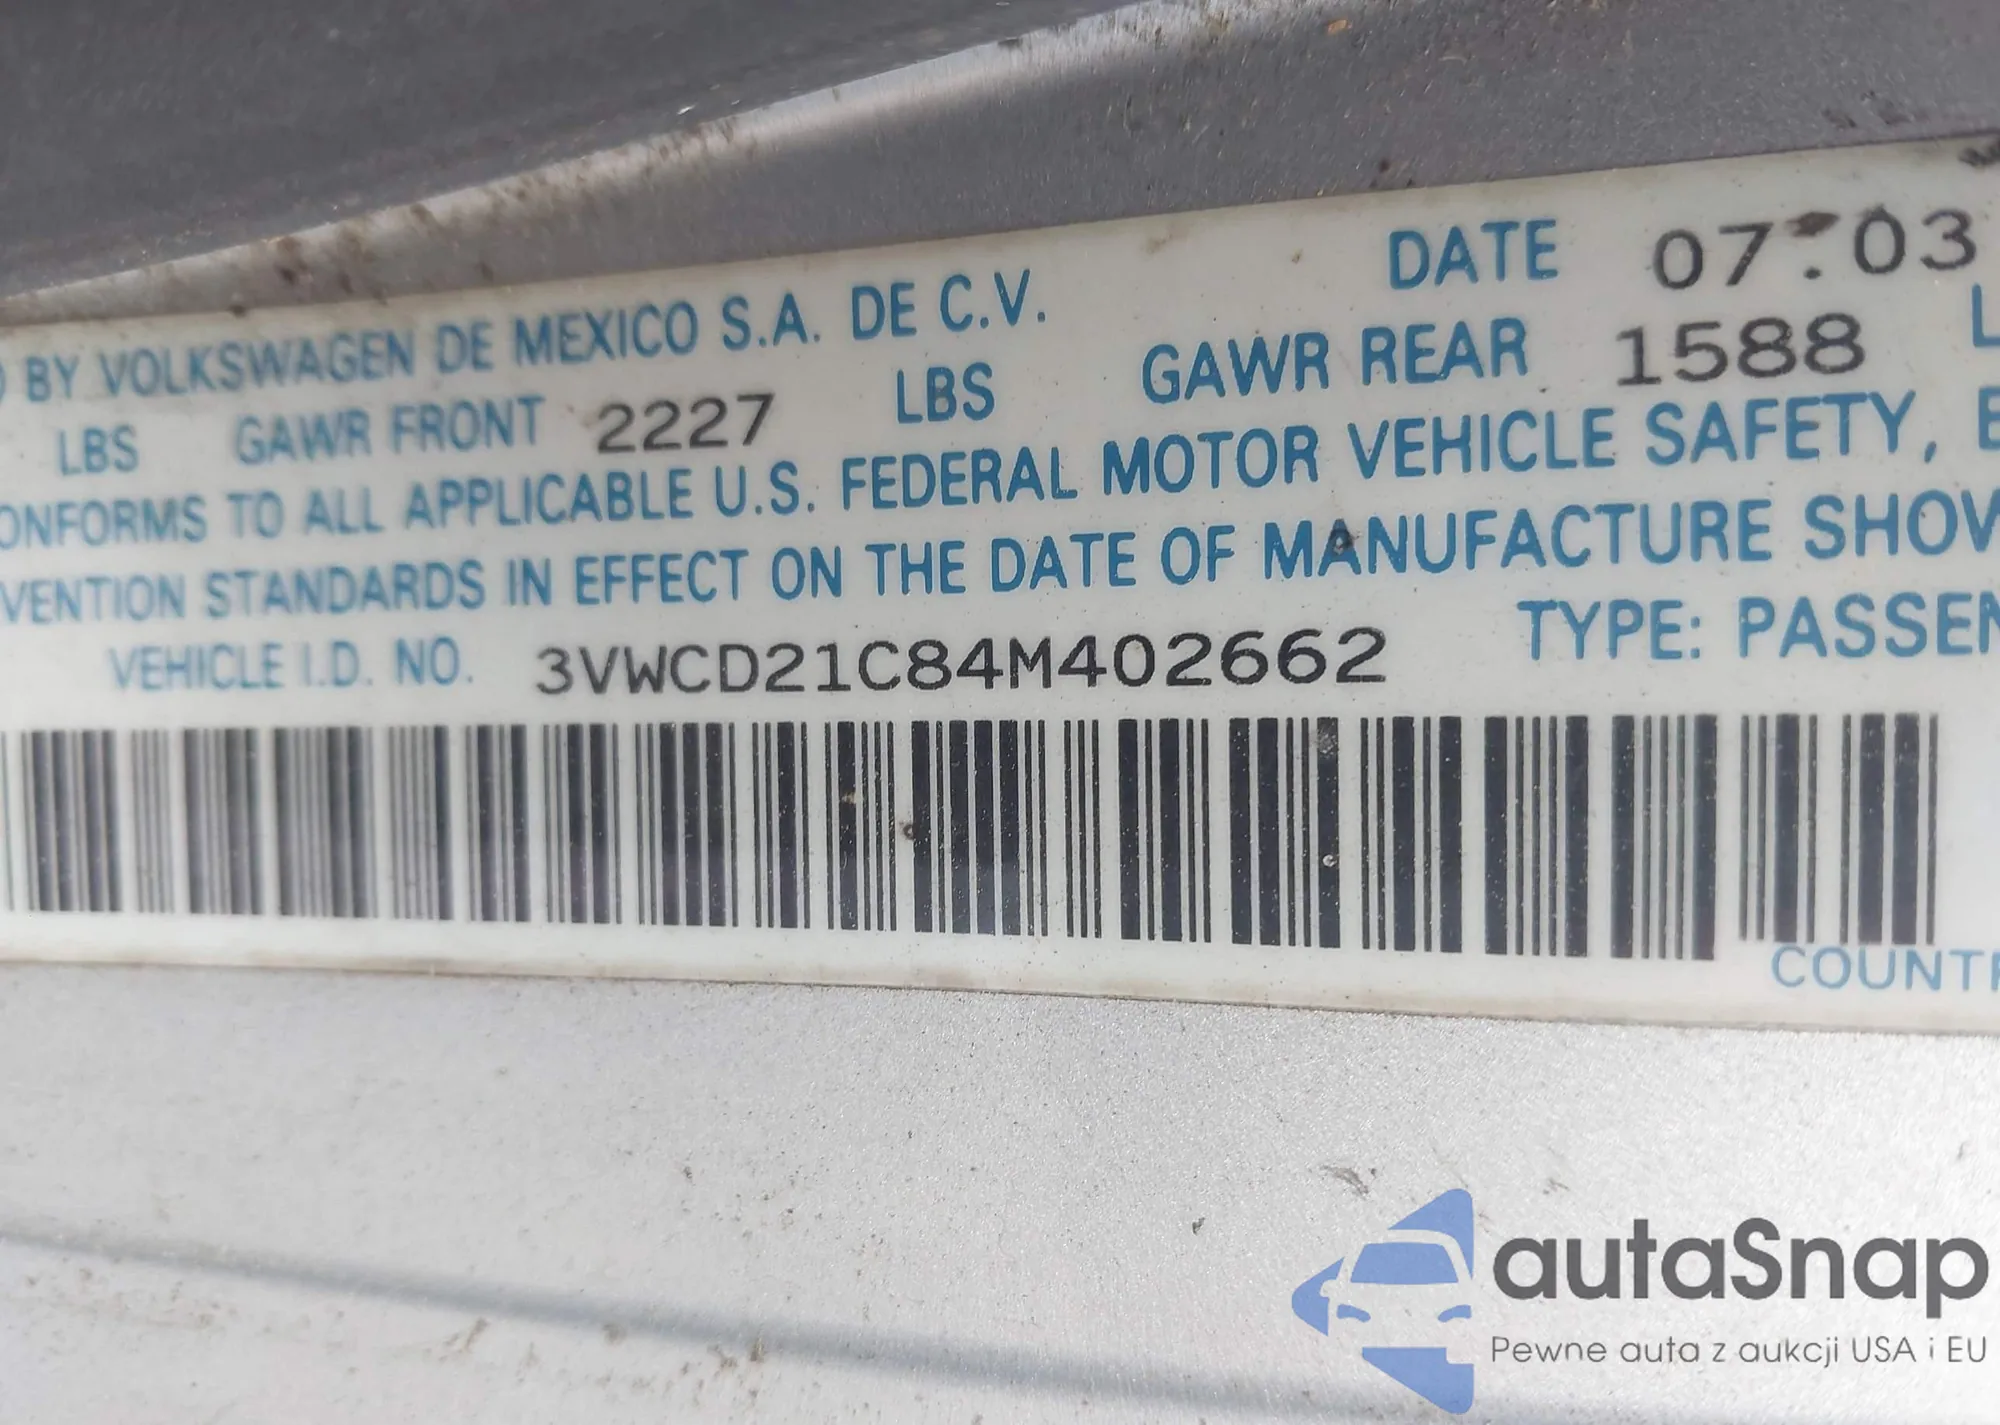 DATE 07.03
) BY VOLKSWAGEN DE MEXICO S.A. DE C.V.
LBS GAWR FRONT 2227 LBS GAWR REAR 1588 L
ONFORMS TO ALL APPLICABLE U.S. FEDERAL MOTOR VEHICLE SAFETY,
VENTION STANDARDS IN EFFECT ON THE DATE OF MANUFACTURE SHOW
VEHICLE I.D. NO. 3VWCD21C84M402662 TYPE: PASSEN
COUNTR
autaSnap
Pewne auta z aukcji USA i EU